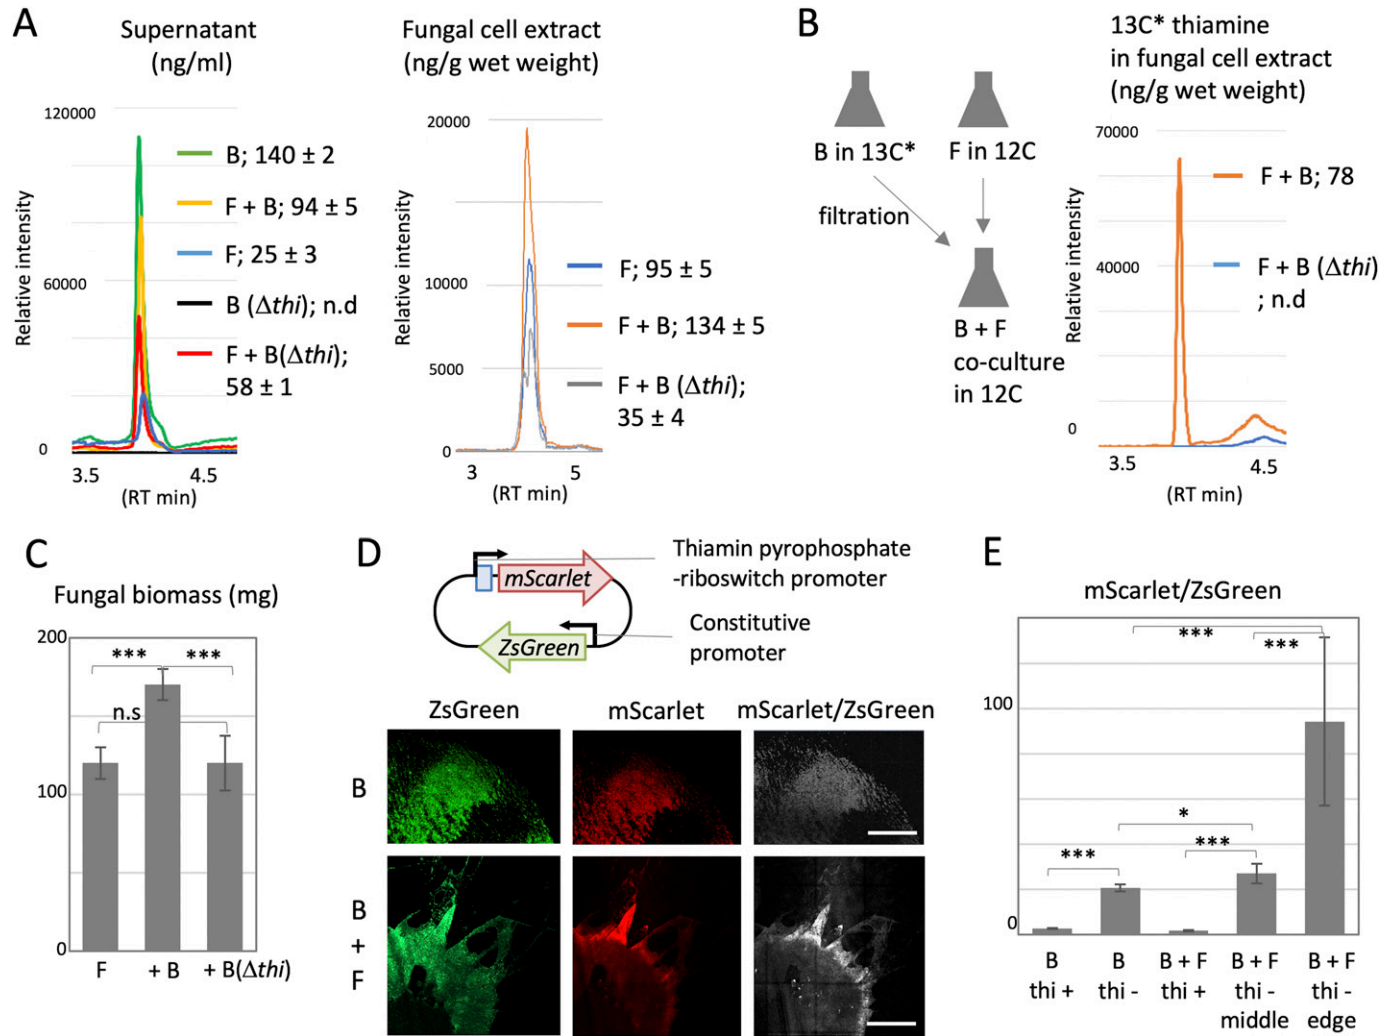 A
Supernatant
(ng/ml)
120000
60000
0
Relative intensity
3.5
4.5
(RT min)
B; 140 ± 2
F + B; 94 ± 5
F; 25 ± 3
B (Δthi); n.d
F + B(Δthi);
58 ± 1
Fungal cell extract
(ng/g wet weight)
20000
10000
5000
0
Relative intensity
3
5
(RT min)
F; 95 ± 5
F + B; 134 ± 5
F + B (Δthi);
35 ± 4
B
B in 13C*
F in 12C
filtration
B + F
co-culture
in 12C
13C* thiamine
in fungal cell extract
(ng/g wet weight)
70000
40000
0
Relative intensity
3.5
4.5
(RT min)
F + B; 78
F + B (Δthi)
; n.d
C
Fungal biomass (mg)
200
100
0
***
***
n.s
F
+ B
+ B(Δthi)
D
mScarlet
ZsGreen
Thiamin pyrophosphate
-riboswitch promoter
Constitutive
promoter
ZsGreen
mScarlet
mScarlet/ZsGreen
B
B
+
F
E
mScarlet/ZsGreen
100
0
***
***
*
***
***
B
thi +
B
thi -
B + F
thi +
B + F
thi -
middle
B + F
thi -
edge